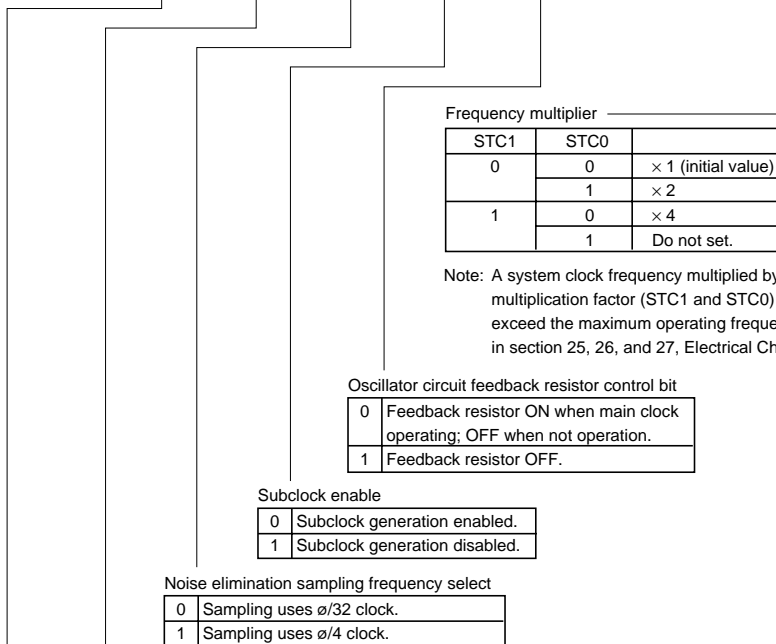 Frequency multiplier
STC1 STC0
0 0 × 1 (initial value)
1 × 2
1 0 × 4
1 Do not set.
Note: A system clock frequency multiplied by
multiplication factor (STC1 and STC0)
exceed the maximum operating freque
in section 25, 26, and 27, Electrical Ch
Oscillator circuit feedback resistor control bit
0 Feedback resistor ON when main clock
operating; OFF when not operation.
1 Feedback resistor OFF.
Subclock enable
0 Subclock generation enabled.
1 Subclock generation disabled.
Noise elimination sampling frequency select
0 Sampling uses ø/32 clock.
1 Sampling uses ø/4 clock.